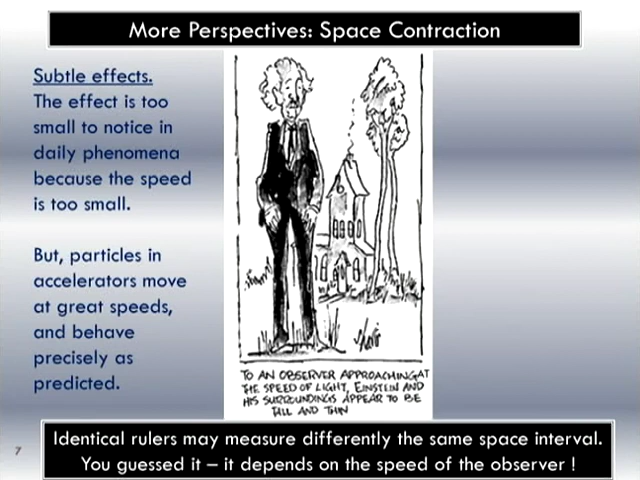 More Perspectives: Space Contraction
Subtle effects.
The effect is too
small to notice in
daily phenomena
because the speed
is too small.
But, particles in
accelerators move
at great speeds,
and behave
precisely as
predicted.
TO AN OBSERVER APPROACHING AT
THE SPEED OF LIGHT, EINSTEIN AND
HIS SURROUNDINGS APPEAR TO BE
TALL AND THIN
Identical rulers may measure differently the same space interval.
You guessed it – it depends on the speed of the observer !
7